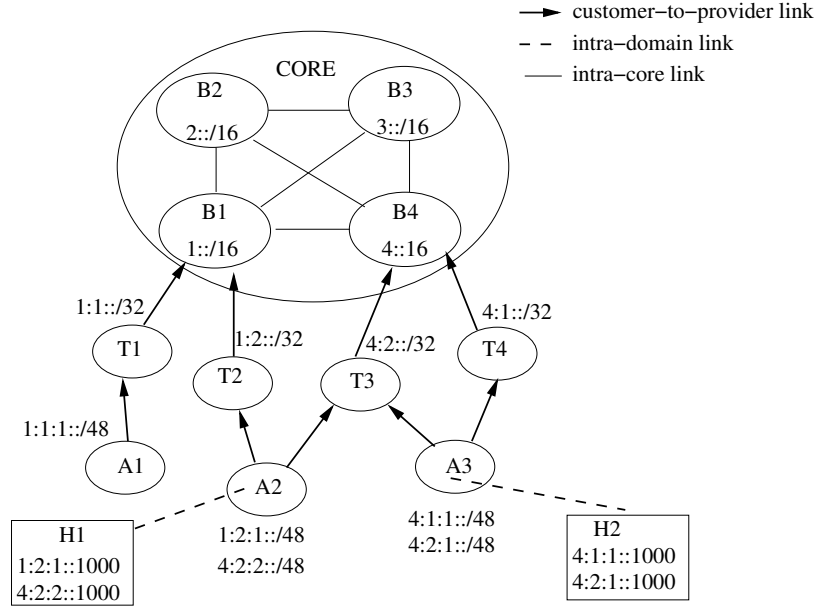 customer-to-provider link
intra-domain link
intra-core link
CORE
B2
2::/16
B3
3::/16
B1
1::/16
B4
4::16
1:1::/32
1:2::/32
4:2::/32
4:1::/32
T1
T2
T3
T4
1:1:1::/48
A1
A2
A3
1:2:1::/48
4:2:2::/48
4:1:1::/48
4:2:1::/48
H1
1:2:1::1000
4:2:2::1000
H2
4:1:1::1000
4:2:1::1000